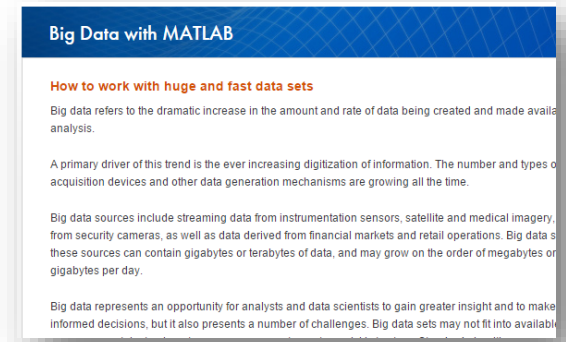 Big Data with MATLAB
How to work with huge and fast data sets
Big data refers to the dramatic increase in the amount and rate of data being created and made availa
analysis.
A primary driver of this trend is the ever increasing digitization of information. The number and types o
acquisition devices and other data generation mechanisms are growing all the time.
Big data sources include streaming data from instrumentation sensors, satellite and medical imagery,
from security cameras, as well as data derived from financial markets and retail operations. Big data s
these sources can contain gigabytes or terabytes of data, and may grow on the order of megabytes or
gigabytes per day.
Big data represents an opportunity for analysts and data scientists to gain greater insight and to make
informed decisions, but it also presents a number of challenges. Big data sets may not fit into available